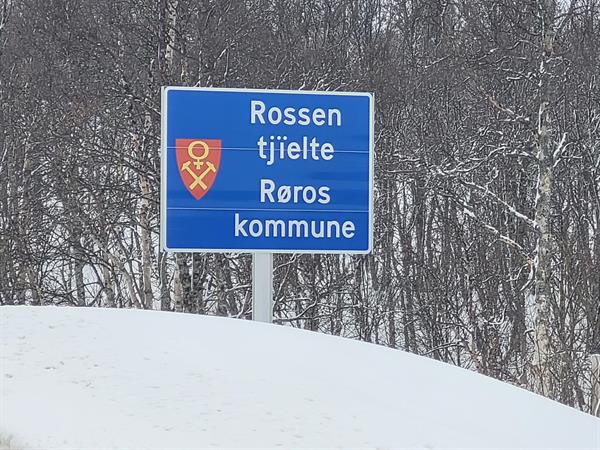 Rossen
tjïelte
Røros
kommune